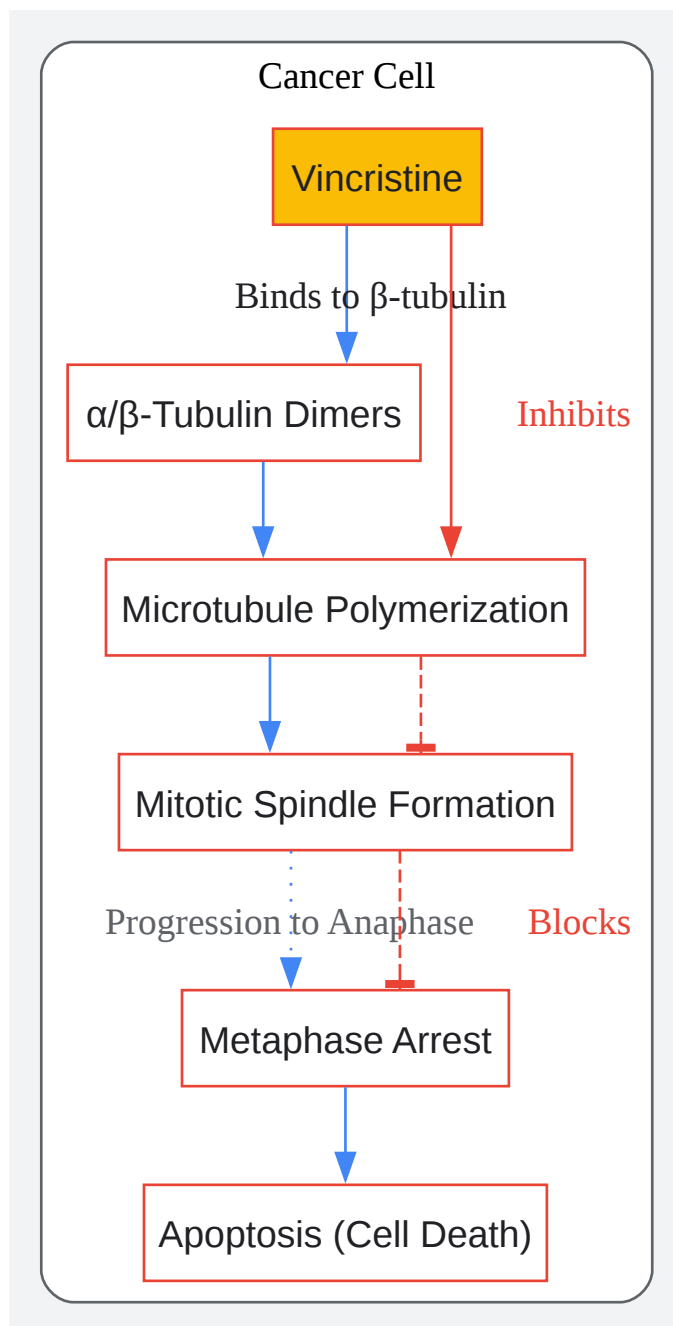 Cancer Cell
Vincristine
Binds to β-tubulin
α/β-Tubulin Dimers
Inhibits
Microtubule Polymerization
Mitotic Spindle Formation
Progression to Anaphase
Blocks
Metaphase Arrest
Apoptosis (Cell Death)